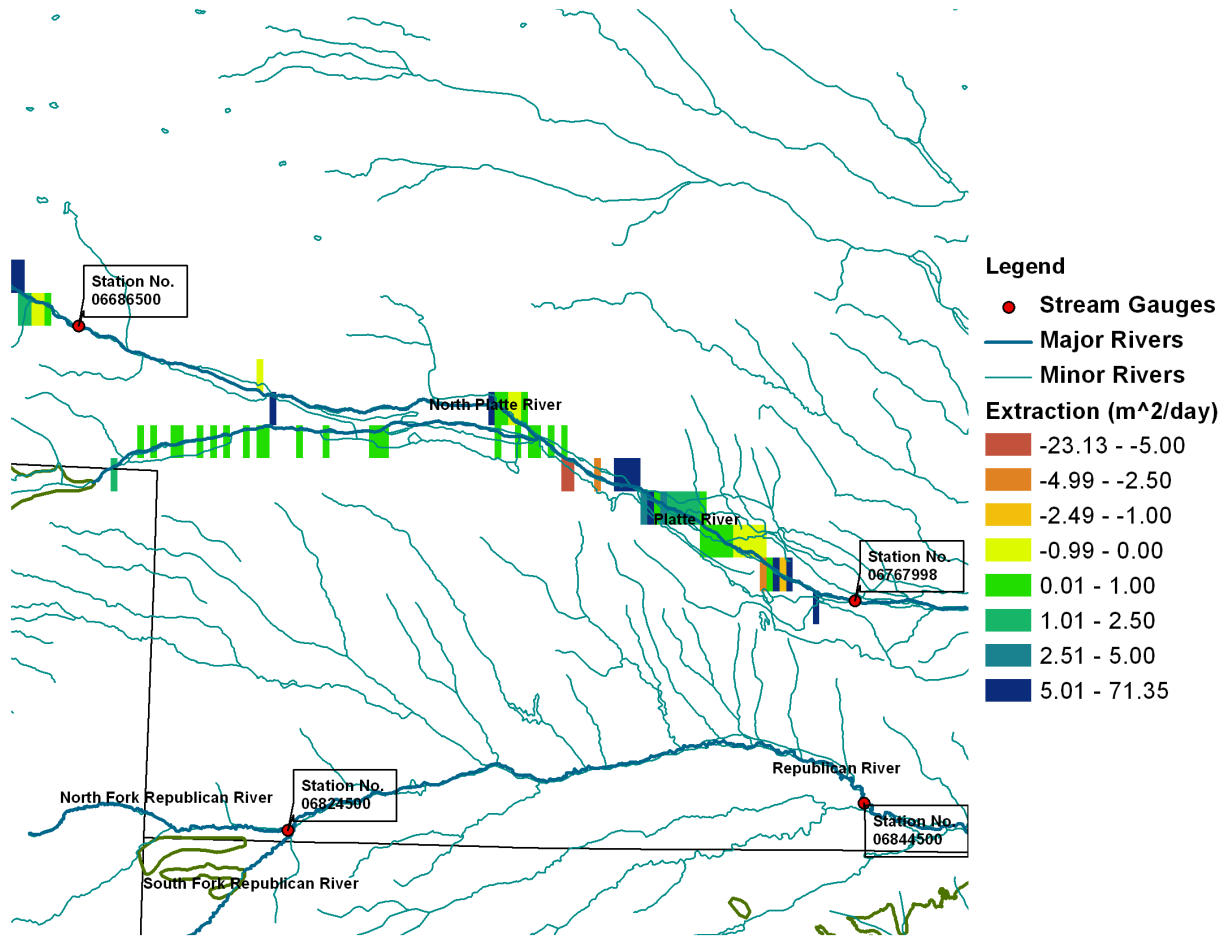 Station No.
06686500
North Platte River
Platte River
Station No.
06767998
Republican River
Station No.
06844500
Station No.
06824500
North Fork Republican River
South Fork Republican River
Legend
Stream Gauges
Major Rivers
Minor Rivers
Extraction (m^2/day)
-23.13 - -5.00
-4.99 - -2.50
-2.49 - -1.00
-0.99 - 0.00
0.01 - 1.00
1.01 - 2.50
2.51 - 5.00
5.01 - 71.35